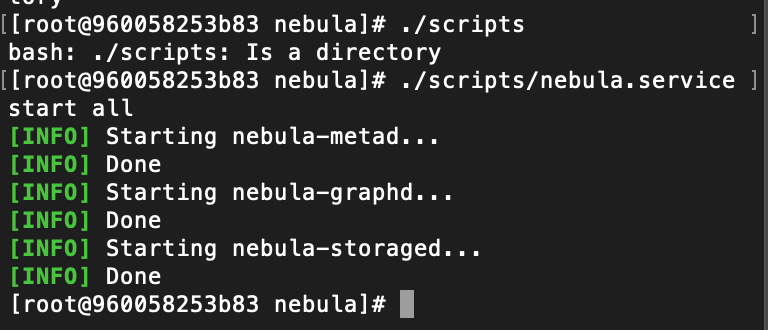 tory
[[root@960058253b83 nebula]# ./scripts ]
bash: ./scripts: Is a directory
[[root@960058253b83 nebula]# ./scripts/nebula.service ]
start all
[INFO] Starting nebula-metad...
[INFO] Done
[INFO] Starting nebula-graphd...
[INFO] Done
[INFO] Starting nebula-storaged...
[INFO] Done
[root@960058253b83 nebula]#